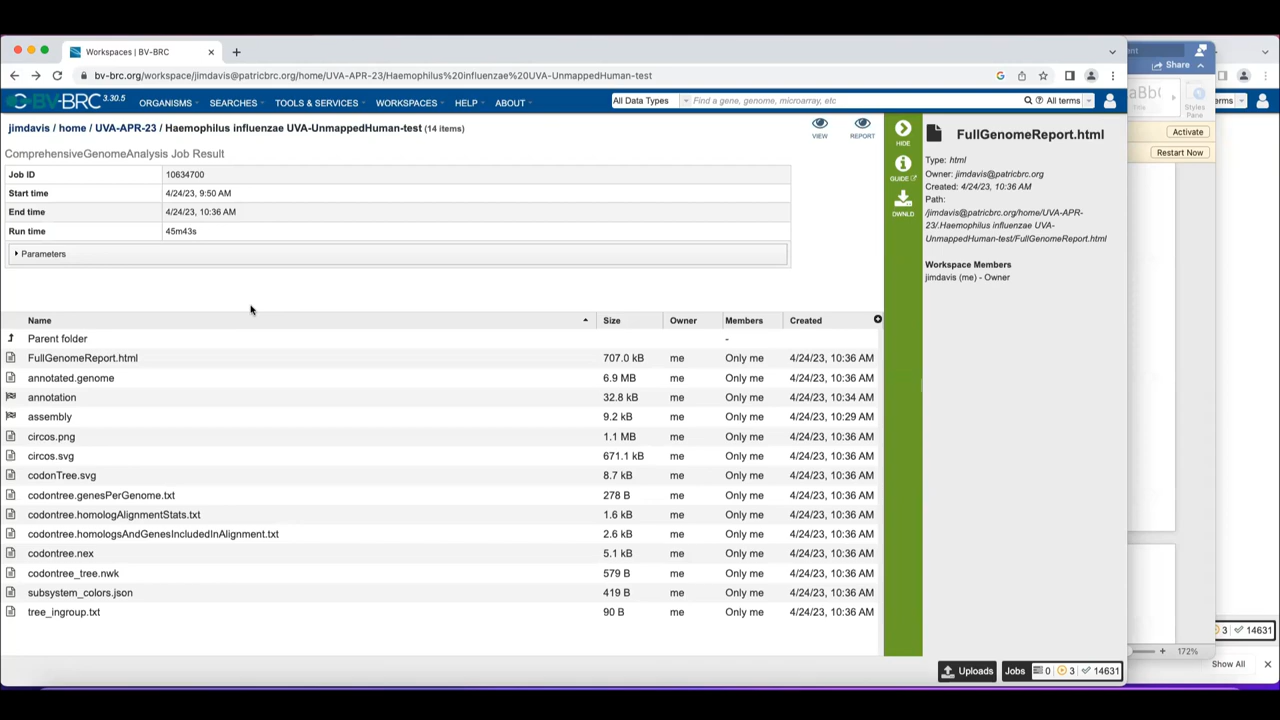 Workspaces | BV-BRC
bv-brc.org/workspace/jimdavis@patricbrc.org/home/UVA-APR-23/Haemophilus%20influenzae%20UVA-UnmappedHuman-test
Share
BV-BRC 3.30.5
ORGANISMS SEARCHES TOOLS & SERVICES WORKSPACES HELP ABOUT All Data Types Find a gene, genome, microarray, etc All terms
Styles Pane
jimdavis / home / UVA-APR-23 / Haemophilus influenzae UVA-UnmappedHuman-test (14 items)
VIEW REPORT
HIDE
GUIDE
DWNLD
FullGenomeReport.html
Activate
Restart Now
ComprehensiveGenomeAnalysis Job Result
Job ID 10634700
Start time 4/24/23, 9:50 AM
End time 4/24/23, 10:36 AM
Run time 45m43s
Parameters
Type: html
Owner: jimdavis@patricbrc.org
Created: 4/24/23, 10:36 AM
Path:
/jimdavis@patricbrc.org/home/UVA-APR-
23/.Haemophilus influenzae UVA-
UnmappedHuman-test/FullGenomeReport.html
Workspace Members
jimdavis (me) - Owner
Name Size Owner Members Created
Parent folder -
FullGenomeReport.html 707.0 kB me Only me 4/24/23, 10:36 AM
annotated.genome 6.9 MB me Only me 4/24/23, 10:36 AM
annotation 32.8 kB me Only me 4/24/23, 10:34 AM
assembly 9.2 kB me Only me 4/24/23, 10:29 AM
circos.png 1.1 MB me Only me 4/24/23, 10:36 AM
circos.svg 671.1 kB me Only me 4/24/23, 10:36 AM
codonTree.svg 8.7 kB me Only me 4/24/23, 10:36 AM
codontree.genesPerGenome.txt 278 B me Only me 4/24/23, 10:36 AM
codontree.homologAlignmentStats.txt 1.6 kB me Only me 4/24/23, 10:36 AM
codontree.homologsAndGenesIncludedInAlignment.txt 2.6 kB me Only me 4/24/23, 10:36 AM
codontree.nex 5.1 kB me Only me 4/24/23, 10:36 AM
codontree_tree.nwk 579 B me Only me 4/24/23, 10:36 AM
subsystem_colors.json 419 B me Only me 4/24/23, 10:36 AM
tree_ingroup.txt 90 B me Only me 4/24/23, 10:36 AM
3 14631
172%
Show All
Uploads Jobs 0 3 14631